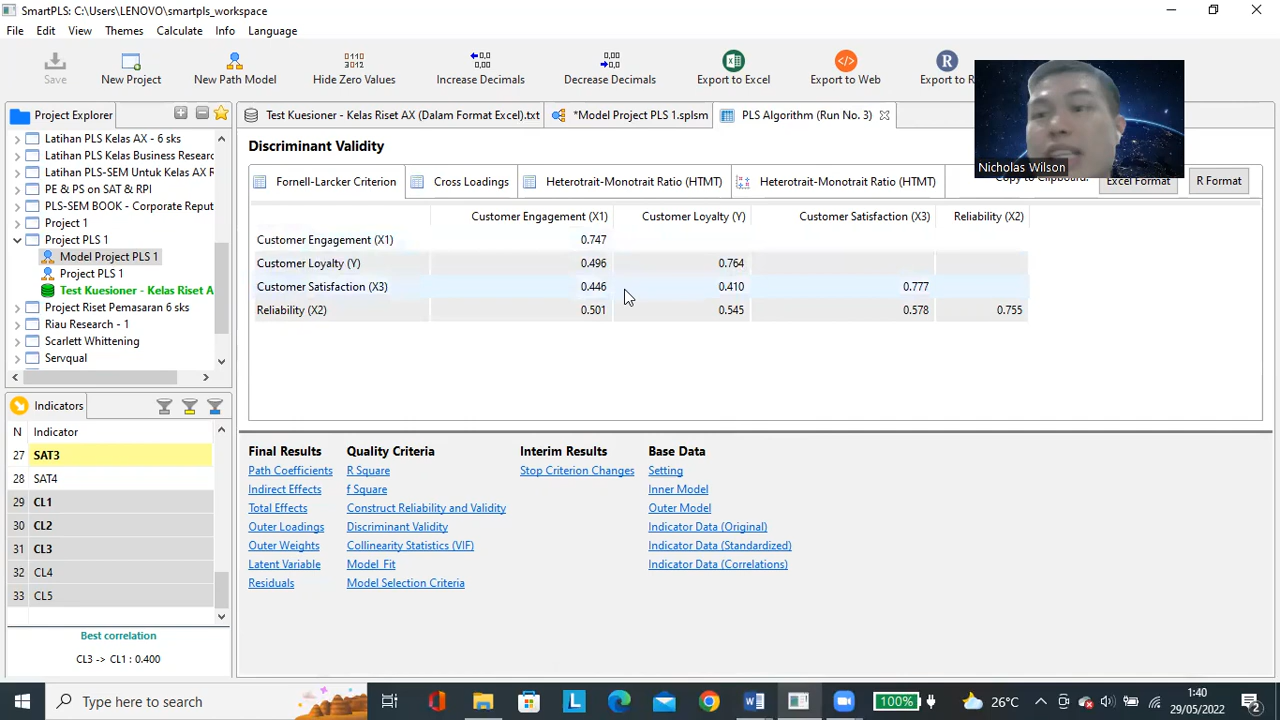 SmartPLS: C:\Users\LENOVO\smartpls_workspace
File Edit View Themes Calculate Info Language
Save New Project New Path Model Hide Zero Values Increase Decimals Decrease Decimals Export to Excel Export to Web Export to R
Nicholas Wilson
Project Explorer
Latihan PLS Kelas AX - 6 sks
Latihan PLS Kelas Business Researc
Latihan PLS-SEM Untuk Kelas AX R
PE & PS on SAT & RPI
PLS-SEM BOOK - Corporate Reput
Project 1
Project PLS 1
Model Project PLS 1
Project PLS 1
Test Kuesioner - Kelas Riset A
Project Riset Pemasaran 6 sks
Riau Research - 1
Scarlett Whittening
Servqual
Indicators
N Indicator
27 SAT3
28 SAT4
29 CL1
30 CL2
31 CL3
32 CL4
33 CL5
Best correlation
CL3 -> CL1 : 0.400
Test Kuesioner - Kelas Riset AX (Dalam Format Excel).txt *Model Project PLS 1.splsm PLS Algorithm (Run No. 3)
Discriminant Validity
Fornell-Larcker Criterion Cross Loadings Heterotrait-Monotrait Ratio (HTMT) Heterotrait-Monotrait Ratio (HTMT) Copy to Clipboard: Excel Format R Format
Customer Engagement (X1) Customer Loyalty (Y) Customer Satisfaction (X3) Reliability (X2)
Customer Engagement (X1) 0.747
Customer Loyalty (Y) 0.496 0.764
Customer Satisfaction (X3) 0.446 0.410 0.777
Reliability (X2) 0.501 0.545 0.578 0.755
Final Results
Path Coefficients
Indirect Effects
Total Effects
Outer Loadings
Outer Weights
Latent Variable
Residuals
Quality Criteria
R Square
f Square
Construct Reliability and Validity
Discriminant Validity
Collinearity Statistics (VIF)
Model_Fit
Model Selection Criteria
Interim Results
Stop Criterion Changes
Base Data
Setting
Inner Model
Outer Model
Indicator Data (Original)
Indicator Data (Standardized)
Indicator Data (Correlations)
Type here to search
100%
26°C
1:40
29/05/2022
2